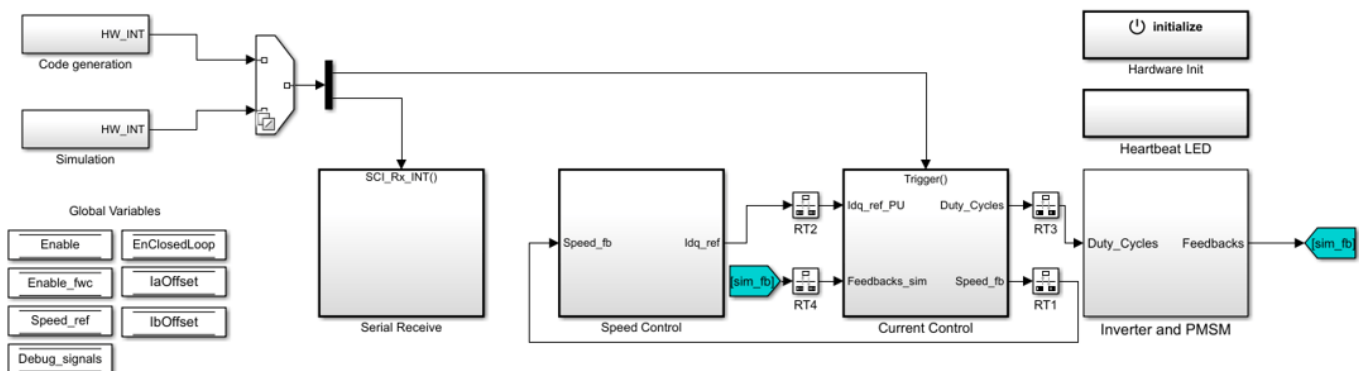 HW_INT
Code generation
HW_INT
Simulation
initialize
Hardware Init
Heartbeat LED
SCI_Rx_INT()
Serial Receive
Speed_fb
Idq_ref
Speed Control
RT2
[sim_fb]
RT4
Trigger()
Idq_ref_PU
Duty_Cycles
Feedbacks_sim
Speed_fb
Current Control
RT3
RT1
Duty_Cycles
Feedbacks
Inverter and PMSM
[sim_fb]
Global Variables
Enable
EnClosedLoop
Enable_fwc
IaOffset
Speed_ref
IbOffset
Debug_signals